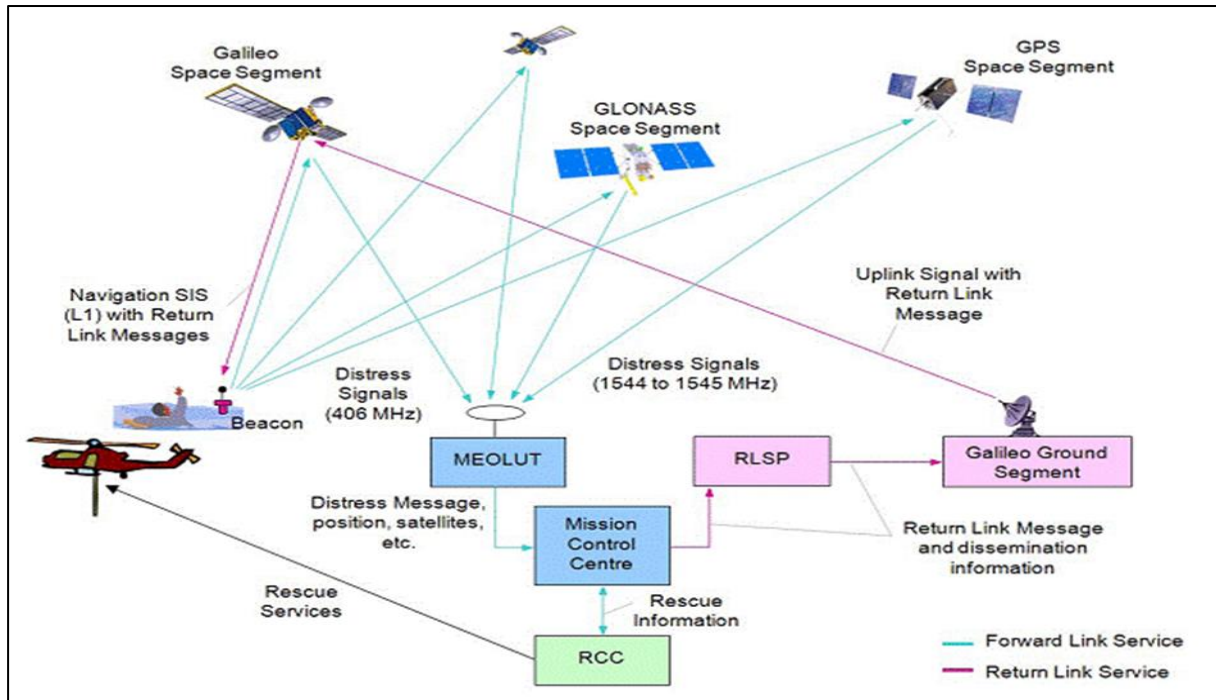 Galileo
Space Segment
GPS
Space Segment
GLONASS
Space Segment
Navigation SIS
(L1) with Return
Link Messages
Uplink Signal with
Return Link
Message
Distress
Signals
(406 MHz)
Distress Signals
(1544 to 1545 MHz)
Beacon
MEOLUT
RLSP
Galileo Ground
Segment
Distress Message,
position, satellites,
etc.
Mission
Control
Centre
Return Link Message
and dissemination
information
Rescue
Services
Rescue
Information
RCC
Forward Link Service
Return Link Service